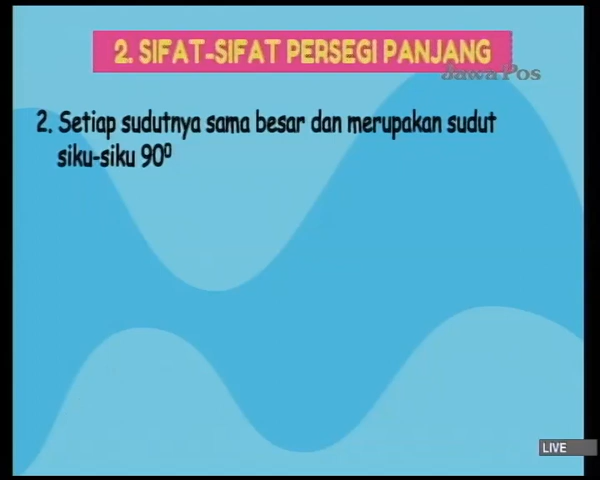 2. SIFAT-SIFAT PERSEGI PANJANG
JawaPos
2. Setiap sudutnya sama besar dan merupakan sudut
siku-siku 90⁰
LIVE